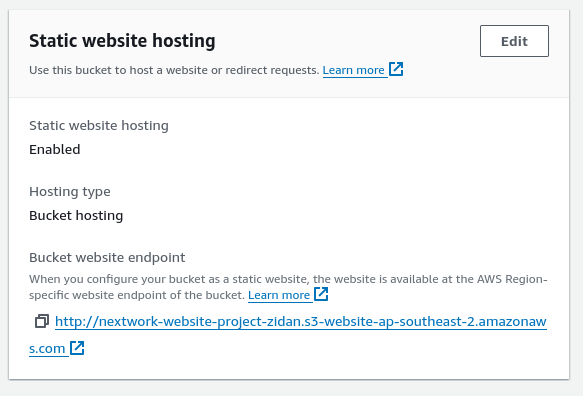 Static website hosting
Edit
Use this bucket to host a website or redirect requests. Learn more
Static website hosting
Enabled
Hosting type
Bucket hosting
Bucket website endpoint
When you configure your bucket as a static website, the website is available at the AWS Region-
specific website endpoint of the bucket. Learn more
http://nextwork-website-project-zidan.s3-website-ap-southeast-2.amazonaw
s.com